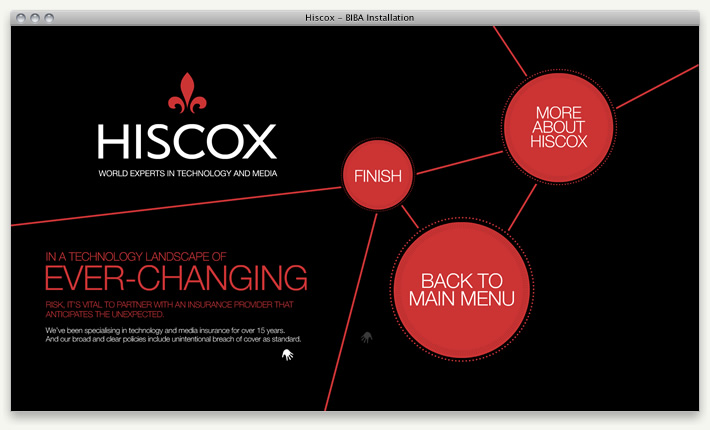 Hiscox – BIBA Installation
HISCOX
WORLD EXPERTS IN TECHNOLOGY AND MEDIA
MORE
ABOUT
HISCOX
FINISH
BACK TO
MAIN MENU
IN A TECHNOLOGY LANDSCAPE OF
EVER-CHANGING
RISK, IT'S VITAL TO PARTNER WITH AN INSURANCE PROVIDER THAT
ANTICIPATES THE UNEXPECTED.
We've been specialising in technology and media insurance for over 15 years.
And our broad and clear policies include unintentional breach of cover as standard.